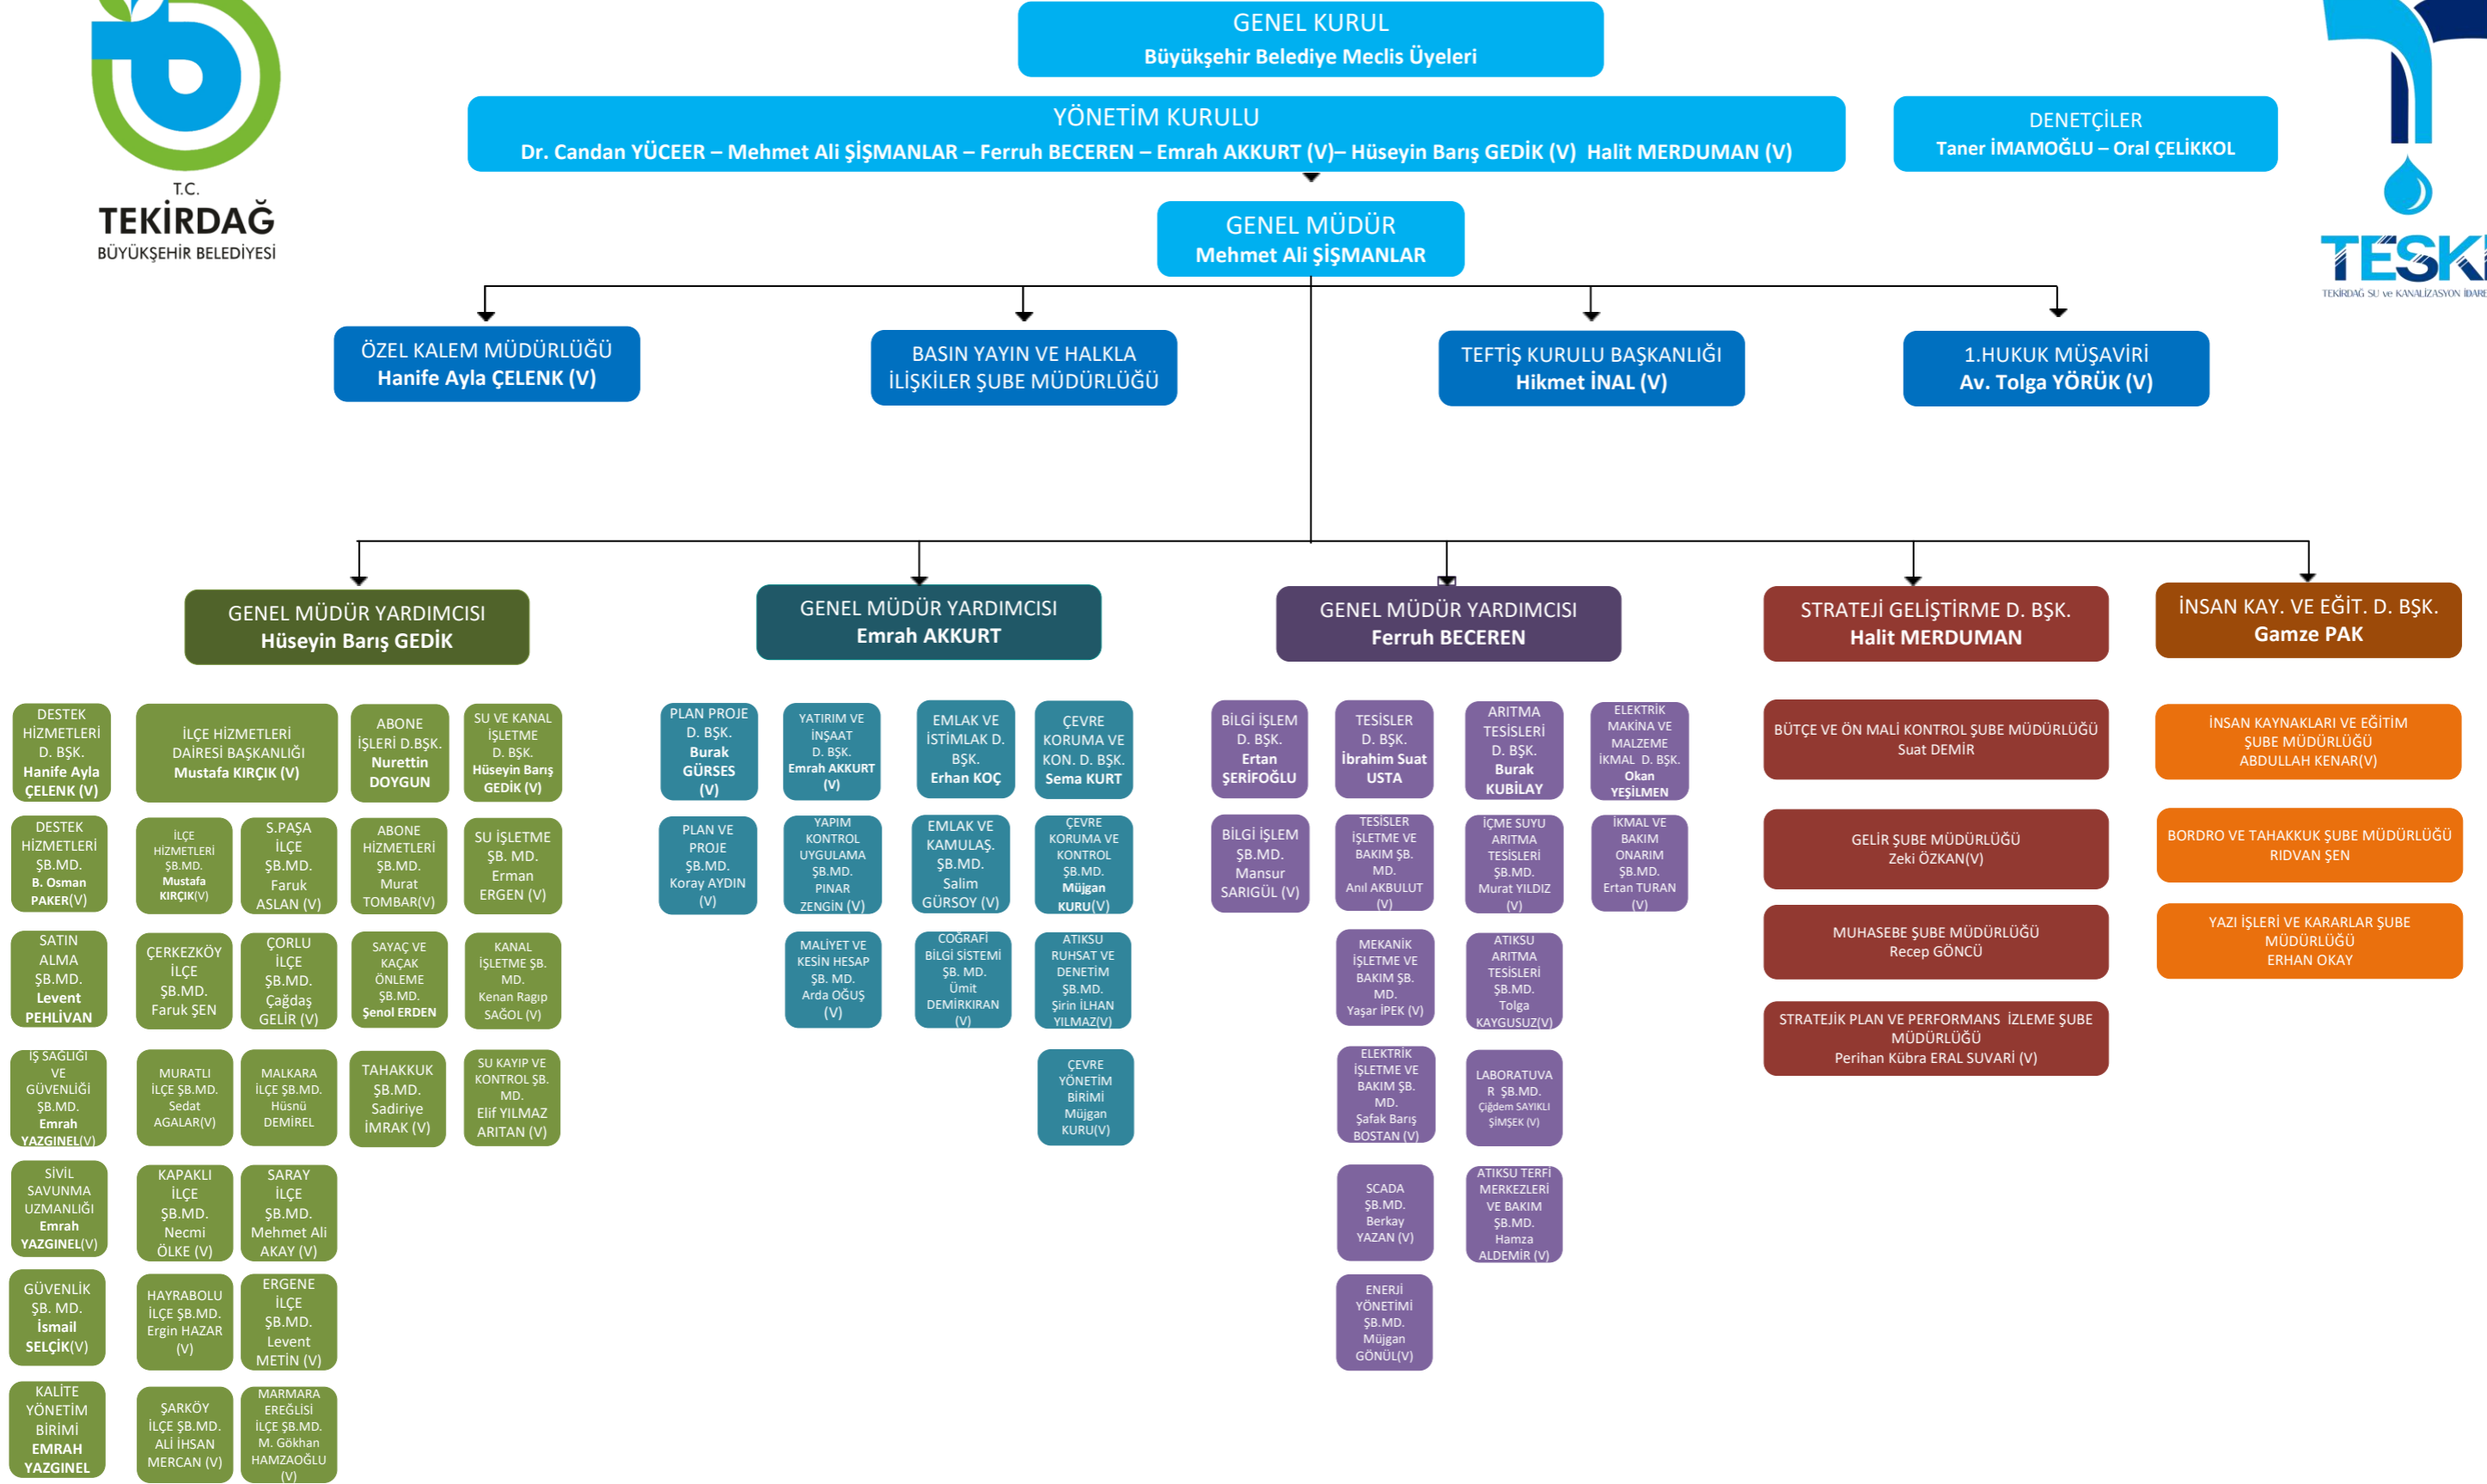 T.C.
TEKİRDAĞ
BÜYÜKŞEHİR BELEDİYESİ
GENEL KURUL
Büyükşehir Belediye Meclis Üyeleri
YÖNETİM KURULU
Dr. Candan YÜCEER – Mehmet Ali ŞİŞMANLAR – Ferruh BECEREN – Emrah AKKURT (V)– Hüseyin Barış GEDİK (V)  Halit MERDUMAN (V)
DENETÇİLER
Taner İMAMOĞLU – Oral ÇELİKKOL
TESKİ
TEKİRDAĞ SU ve KANALİZASYON İDARE
GENEL MÜDÜR
Mehmet Ali ŞİŞMANLAR
ÖZEL KALEM MÜDÜRLÜĞÜ
Hanife Ayla ÇELENK (V)
BASIN YAYIN VE HALKLA
İLİŞKİLER ŞUBE MÜDÜRLÜĞÜ
TEFTİŞ KURULU BAŞKANLIĞI
Hikmet İNAL (V)
1.HUKUK MÜŞAVİRİ
Av. Tolga YÖRÜK (V)
GENEL MÜDÜR YARDIMCISI
Hüseyin Barış GEDİK
GENEL MÜDÜR YARDIMCISI
Emrah AKKURT
GENEL MÜDÜR YARDIMCISI
Ferruh BECEREN
STRATEJİ GELİŞTİRME D. BŞK.
Halit MERDUMAN
İNSAN KAY. VE EĞİT. D. BŞK.
Gamze PAK
DESTEK
HİZMETLERİ
D. BŞK.
Hanife Ayla
ÇELENK (V)
İLÇE HİZMETLERİ
DAİRESİ BAŞKANLIĞI
Mustafa KIRÇIK (V)
ABONE
İŞLERİ D.BŞK.
Nurettin
DOYGUN
SU VE KANAL
İŞLETME
D. BŞK.
Hüseyin Barış
GEDİK (V)
PLAN PROJE
D. BŞK.
Burak
GÜRSES
(V)
YATIRIM VE
İNŞAAT
D. BŞK.
Emrah AKKURT
(V)
EMLAK VE
İSTİMLAK D.
BŞK.
Erhan KOÇ
ÇEVRE
KORUMA VE
KON. D. BŞK.
Sema KURT
BİLGİ İŞLEM
D. BŞK.
Ertan
ŞERİFOĞLU
TESİSLER
D. BŞK.
İbrahim Suat
USTA
ARITMA
TESİSLERİ
D. BŞK.
Burak
KUBİLAY
ELEKTRİK
MAKİNA VE
MALZEME
İKMAL  D. BŞK.
Okan
YEŞİLMEN
BÜTÇE VE ÖN MALİ KONTROL ŞUBE MÜDÜRLÜĞÜ
Suat DEMİR
İNSAN KAYNAKLARI VE EĞİTİM
ŞUBE MÜDÜRLÜĞÜ
ABDULLAH KENAR(V)
DESTEK
HİZMETLERİ
ŞB.MD.
B. Osman
PAKER(V)
İLÇE
HİZMETLERİ
ŞB.MD.
Mustafa
KIRÇIK(V)
S.PAŞA
İLÇE
ŞB.MD.
Faruk
ASLAN (V)
ABONE
HİZMETLERİ
ŞB.MD.
Murat
TOMBAR(V)
SU İŞLETME
ŞB. MD.
Erman
ERGEN (V)
PLAN VE
PROJE
ŞB.MD.
Koray AYDIN
(V)
YAPIM
KONTROL
UYGULAMA
ŞB.MD.
PINAR
ZENGİN (V)
EMLAK VE
KAMULAŞ.
ŞB.MD.
Salim
GÜRSOY (V)
ÇEVRE
KORUMA VE
KONTROL
ŞB.MD.
Müjgan
KURU(V)
BİLGİ İŞLEM
ŞB.MD.
Mansur
SARIGÜL (V)
TESİSLER
İŞLETME VE
BAKIM ŞB.
MD.
Anıl AKBULUT
(V)
İÇME SUYU
ARITMA
TESİSLERİ
ŞB.MD.
Murat YILDIZ
(V)
İKMAL VE
BAKIM
ONARIM
ŞB.MD.
Ertan TURAN
(V)
GELİR ŞUBE MÜDÜRLÜĞÜ
Zeki ÖZKAN(V)
BORDRO VE TAHAKKUK ŞUBE MÜDÜRLÜĞÜ
RIDVAN ŞEN
SATIN
ALMA
ŞB.MD.
Levent
PEHLİVAN
ÇERKEZKÖY
İLÇE
ŞB.MD.
Faruk ŞEN
ÇORLU
İLÇE
ŞB.MD.
Çağdaş
GELİR (V)
SAYAÇ VE
KAÇAK
ÖNLEME
ŞB.MD.
Şenol ERDEN
KANAL
İŞLETME ŞB.
MD.
Kenan Ragıp
SAĞOL (V)
MALİYET VE
KESİN HESAP
ŞB. MD.
Arda OĞUŞ
(V)
COĞRAFİ
BİLGİ SİSTEMİ
ŞB. MD.
Ümit
DEMİRKIRAN
(V)
ATIKSU
RUHSAT VE
DENETİM
ŞB.MD.
Şirin İLHAN
YILMAZ(V)
MEKANİK
İŞLETME VE
BAKIM ŞB.
MD.
Yaşar İPEK (V)
ATIKSU
ARITMA
TESİSLERİ
ŞB.MD.
Tolga
KAYGUSUZ(V)
MUHASEBE ŞUBE MÜDÜRLÜĞÜ
Recep GÖNCÜ
YAZI İŞLERİ VE KARARLAR ŞUBE
MÜDÜRLÜĞÜ
ERHAN OKAY
İŞ SAĞLIĞI
VE
GÜVENLİĞİ
ŞB.MD.
Emrah
YAZGINEL(V)
MURATLI
İLÇE ŞB.MD.
Sedat
AGALAR(V)
MALKARA
İLÇE ŞB.MD.
Hüsnü
DEMİREL
TAHAKKUK
ŞB.MD.
Sadiriye
İMRAK (V)
SU KAYIP VE
KONTROL ŞB.
MD.
Elif YILMAZ
ARITAN (V)
ÇEVRE
YÖNETİM
BİRİMİ
Müjgan
KURU(V)
ELEKTRİK
İŞLETME VE
BAKIM ŞB.
MD.
Şafak Barış
BOSTAN (V)
LABORATUVA
R  ŞB.MD.
Çiğdem SAYIKLI
ŞİMŞEK (V)
STRATEJİK PLAN VE PERFORMANS  İZLEME ŞUBE
MÜDÜRLÜĞÜ
Perihan Kübra ERAL SUVARİ (V)
SİVİL
SAVUNMA
UZMANLIĞI
Emrah
YAZGINEL(V)
KAPAKLI
İLÇE
ŞB.MD.
Necmi
ÖLKE (V)
SARAY
İLÇE
ŞB.MD.
Mehmet Ali
AKAY (V)
SCADA
ŞB.MD.
Berkay
YAZAN (V)
ATIKSU TERFİ
MERKEZLERİ
VE BAKIM
ŞB.MD.
Hamza
ALDEMİR (V)
GÜVENLİK
ŞB. MD.
İsmail
SELÇİK(V)
HAYRABOLU
İLÇE ŞB.MD.
Ergin HAZAR
(V)
ERGENE
İLÇE
ŞB.MD.
Levent
METİN (V)
ENERJİ
YÖNETİMİ
ŞB.MD.
Müjgan
GÖNÜL(V)
KALİTE
YÖNETİM
BİRİMİ
EMRAH
YAZGINEL
ŞARKÖY
İLÇE ŞB.MD.
ALİ İHSAN
MERCAN (V)
MARMARA
EREĞLİSİ
İLÇE ŞB.MD.
M. Gökhan
HAMZAOĞLU
(V)